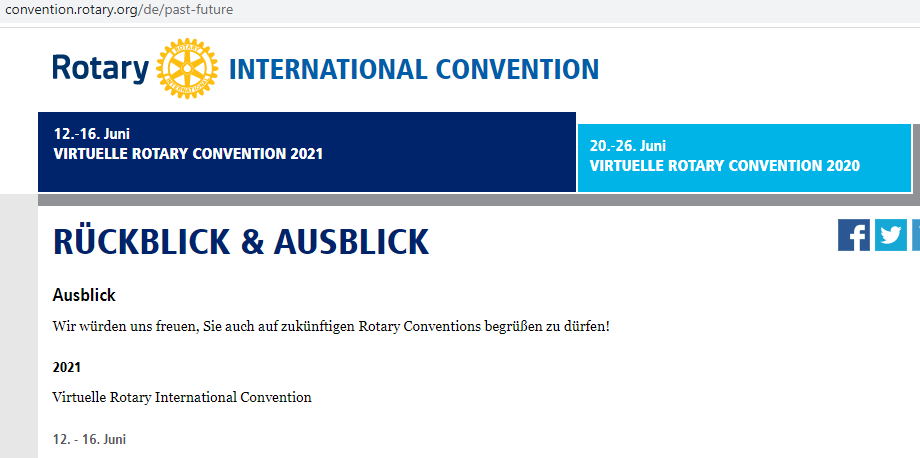 convention.rotary.org/de/past-future
Rotary INTERNATIONAL CONVENTION
12.-16. Juni
VIRTUELLE ROTARY CONVENTION 2021
20.-26. Juni
VIRTUELLE ROTARY CONVENTION 2020
RÜCKBLICK & AUSBLICK
Ausblick
Wir würden uns freuen, Sie auch auf zukünftigen Rotary Conventions begrüßen zu dürfen!
2021
Virtuelle Rotary International Convention
12. - 16. Juni